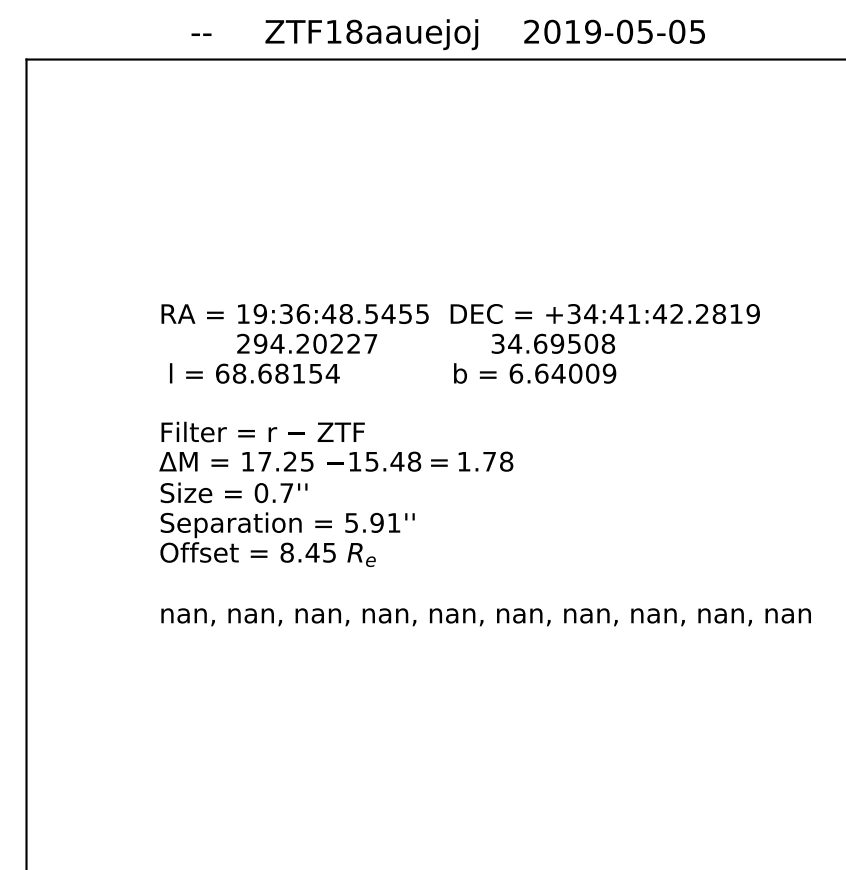 -- ZTF18aauejoj 2019-05-05
RA = 19:36:48.5455 DEC = +34:41:42.2819
294.20227 34.69508
l = 68.68154 b = 6.64009
Filter = r − ZTF
ΔM = 17.25 −15.48 = 1.78
Size = 0.7''
Separation = 5.91''
Offset = 8.45 Rₑ
nan, nan, nan, nan, nan, nan, nan, nan, nan, nan